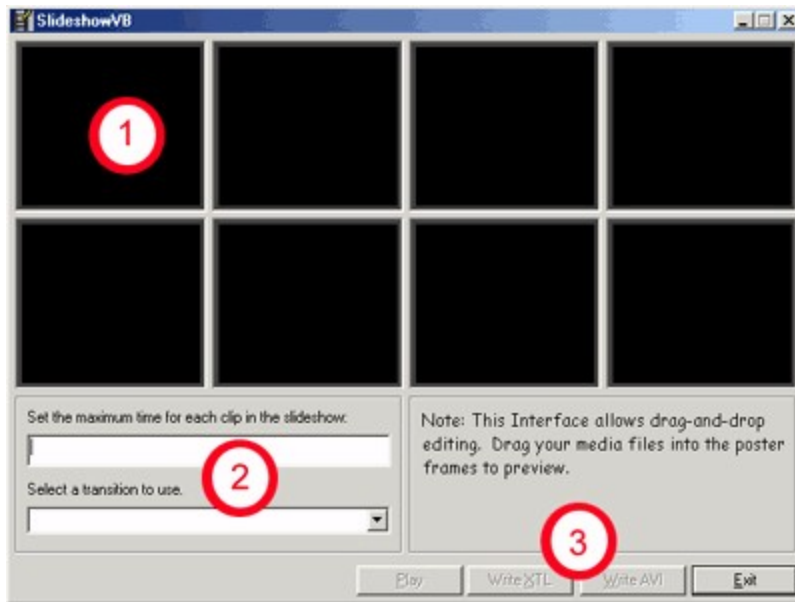 SlideshowVB
1
Set the maximum time for each clip in the slideshow:
2
Select a transition to use.
Note: This Interface allows drag-and-drop
editing. Drag your media files into the poster
frames to preview.
3
Play Write XTL Write AVI Exit